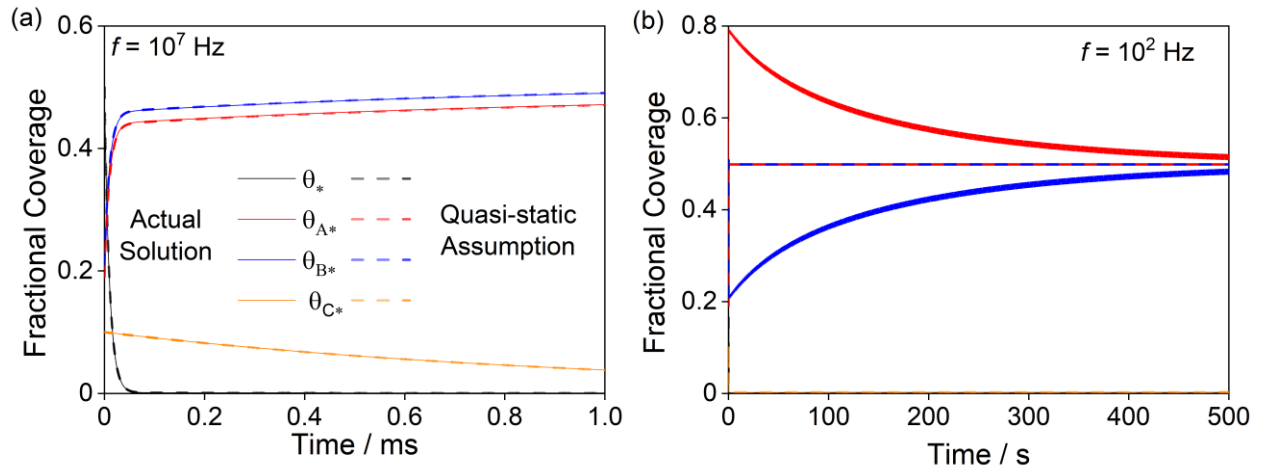 (a)
f = 10⁷ Hz
Fractional Coverage
0.6
0.4
0.2
0
Actual
Solution
θ*
θA*
θB*
θC*
Quasi-static
Assumption
0 0.2 0.4 0.6 0.8 1.0
Time / ms
(b)
f = 10² Hz
Fractional Coverage
0.8
0.6
0.4
0.2
0
0 100 200 300 400 500
Time / s